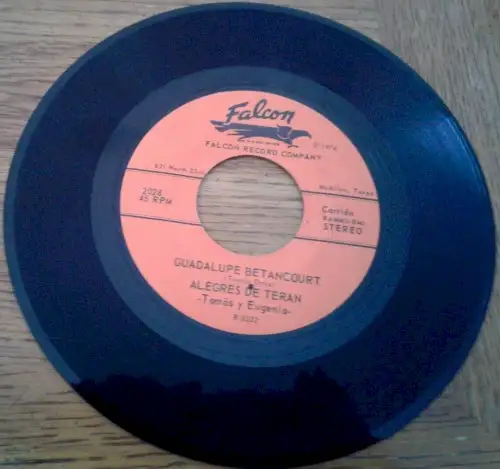 Falcon
FALCON RECORD COMPANY
McAllen, Texas
2028
45 RPM
Corrido
STEREO
GUADALUPE BETANCOURT
ALEGRES DE TERAN
-Tomás y Eugenio-